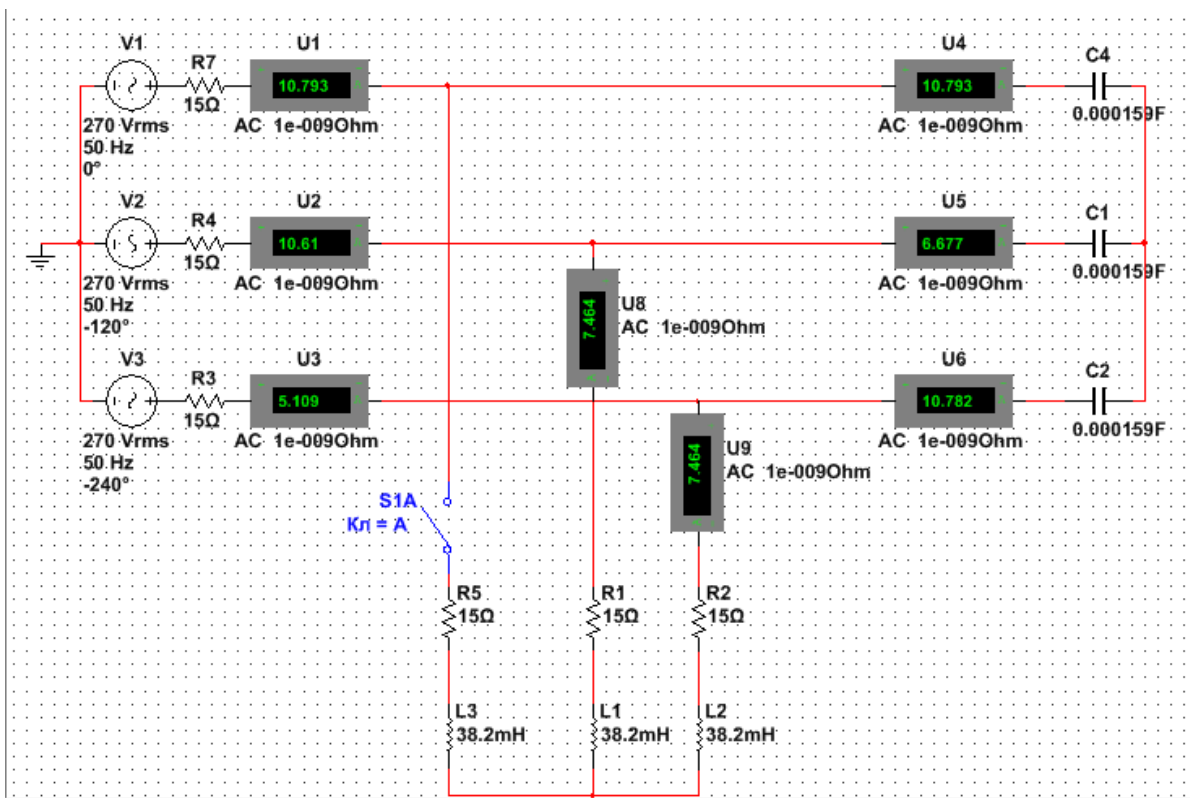 V1
R7
15Ω
U1
10.793
AC 1e-009Ohm
270 Vrms
50 Hz
0°
U4
10.793
AC 1e-009Ohm
C4
0.000159F
V2
R4
15Ω
U2
10.61
AC 1e-009Ohm
270 Vrms
50 Hz
-120°
U5
6.677
AC 1e-009Ohm
C1
0.000159F
U8
7.464
AC 1e-009Ohm
V3
R3
15Ω
U3
5.109
AC 1e-009Ohm
270 Vrms
50 Hz
-240°
U6
10.782
AC 1e-009Ohm
C2
0.000159F
U9
7.464
AC 1e-009Ohm
S1A
Кл = A
R5
15Ω
R1
15Ω
R2
15Ω
L3
38.2mH
L1
38.2mH
L2
38.2mH